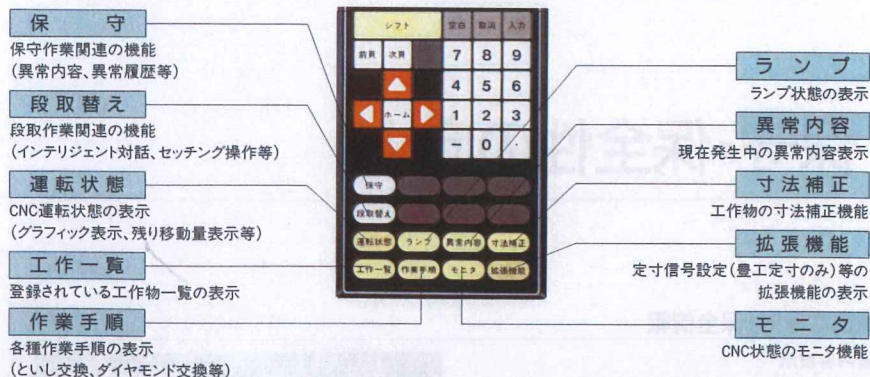 保守
保守作業関連の機能
(異常内容、異常履歴等)
段取替え
段取作業関連の機能
(インテリジェント対話、セッチング操作等)
運転状態
CNC運転状態の表示
(グラフィック表示、残り移動量表示等)
工作一覧
登録されている工作物一覧の表示
作業手順
各種作業手順の表示
(といし交換、ダイヤモンド交換等)
シフト 空白 取消 入力
前頁 次頁 7 8 9
4 5 6
ホーム 1 2 3
− 0 .
保守
段取替え
運転状態 ランプ 異常内容 寸法補正
工作一覧 作業手順 モニタ 拡張機能
ランプ
ランプ状態の表示
異常内容
現在発生中の異常内容表示
寸法補正
工作物の寸法補正機能
拡張機能
定寸信号設定(豊工定寸のみ)等の
拡張機能の表示
モニタ
CNC状態のモニタ機能